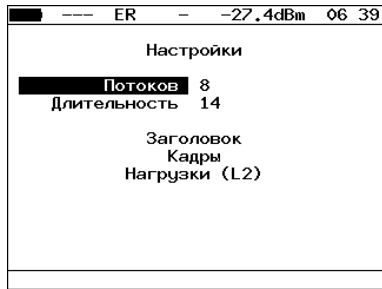 --- ER - -27.4dBm 06 39
Настройки
Потоков 8
Длительность 14
Заголовок
Кадры
Нагрузки (L2)